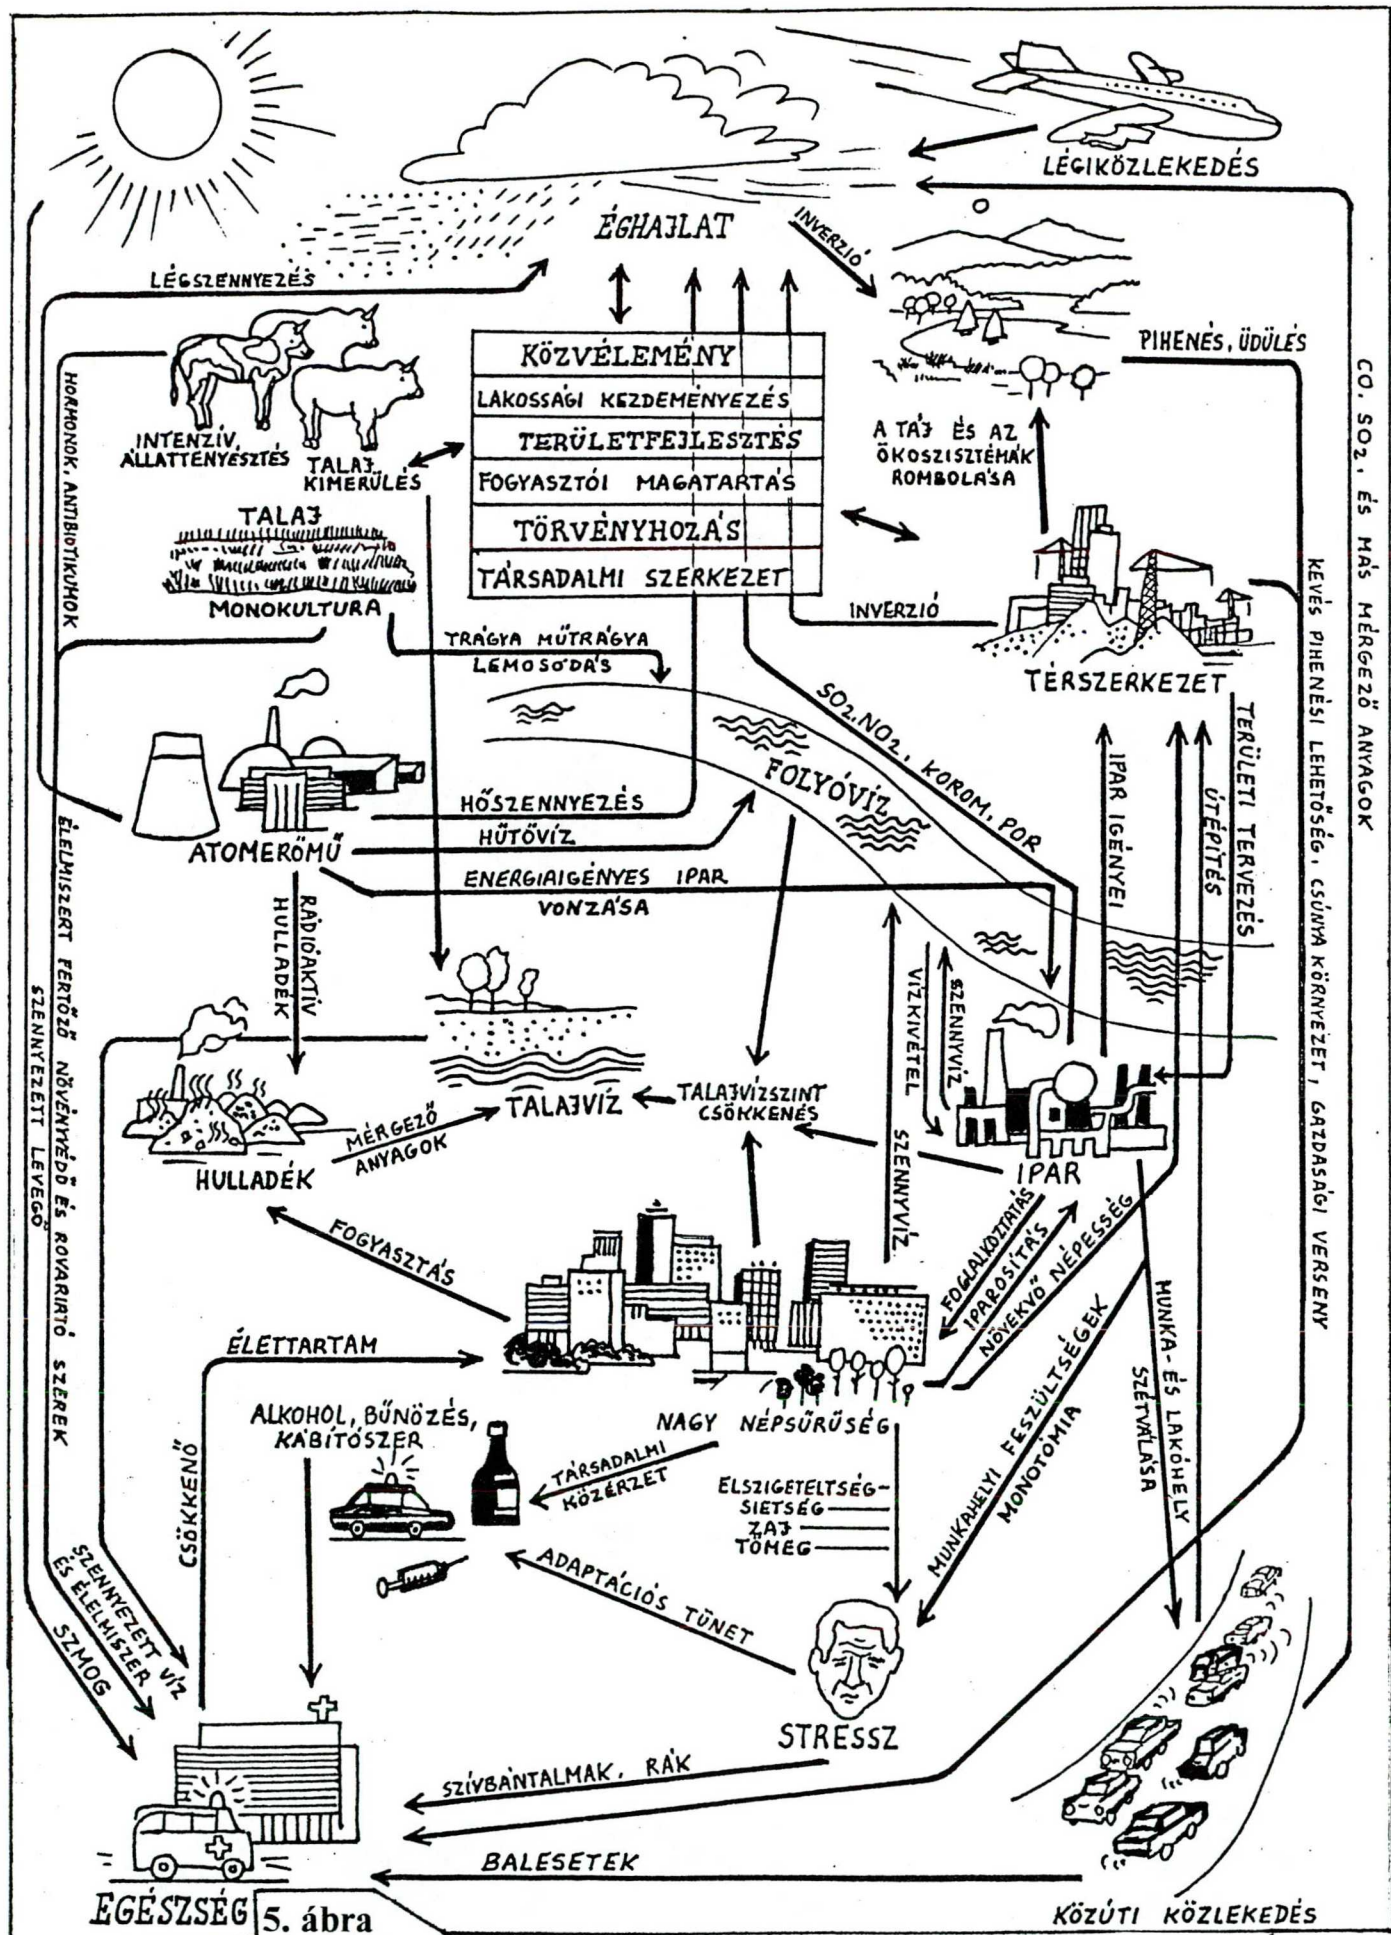 LÉGIKÖZLEKEDÉS
ÉGHAJLAT
INVERZIÓ
LÉGSZENNYEZÉS
PIHENÉS, ÜDÜLÉS
KÖZVÉLEMÉNY
LAKOSSÁGI KEZDEMÉNYEZÉS
TERÜLETFEJLESZTÉS
FOGYASZTÓI MAGATARTÁS
TÖRVÉNYHOZÁS
TÁRSADALMI SZERKEZET
INTENZÍV
ÁLLATTENYÉSZTÉS
TALAJ
KIMERÜLÉS
TALAJ
MONOKULTURA
A TÁJ ÉS AZ
ÖKOSZISZTÉMÁK
ROMBOLÁSA
CO, SO2, ÉS MÁS MÉRGEZŐ ANYAGOK
HORMONOK, ANTIBIOTIKUMOK
INVERZIÓ
TÉRSZERKEZET
TRÁGYA MŰTRÁGYA
LEMOSÓDÁS
SO2, NO2, KOROM, POR
FOLYÓVÍZ
KEVÉS PIHENÉSI LEHETŐSÉG, CSÚNYA KÖRNYEZET, GAZDASÁGI VERSENY
TERÜLETI TERVEZÉS
ÚTÉPÍTÉS
IPAR IGÉNYEI
HŐSZENNYEZÉS
HŰTŐVÍZ
ATOMERŐMŰ
ENERGIAIGÉNYES IPAR
VONZÁSA
RÁDIÓAKTÍV
HULLADÉK
ÉLELMISZERT FERTŐZŐ NÖVÉNYVÉDŐ ÉS ROVARIRTÓ SZEREK
SZENNYEZETT LEVEGŐ
VÍZKIVÉTEL
SZENNYVÍZ
TALAJVÍZ
TALAJVÍZSZINT
CSÖKKENÉS
MÉRGEZŐ
ANYAGOK
HULLADÉK
IPAR
SZENNYVÍZ
FOGYASZTÁS
FOGLALKOZTATÁS
IPAROSÍTÁS
NÖVEKVŐ NÉPESSÉG
MUNKA- ÉS LAKÓHELY
SZÉTVÁLÁSA
MUNKAHELYI FESZÜLTSÉGEK
MONOTÓMIA
ÉLETTARTAM
CSÖKKENŐ
ALKOHOL, BŰNÖZÉS,
KÁBÍTÓSZER
NAGY NÉPSŰRŰSÉG
TÁRSADALMI
KÖZÉRZET
ELSZIGETELTSÉG
SIETSÉG
ZAJ
TÖMEG
ADAPTÁCIÓS TÜNET
SZENNYEZETT VÍZ
ÉS ÉLELMISZER
SZMOG
STRESSZ
SZÍVBÁNTALMAK, RÁK
BALESETEK
EGÉSZSÉG
5. ábra
KÖZÚTI KÖZLEKEDÉS